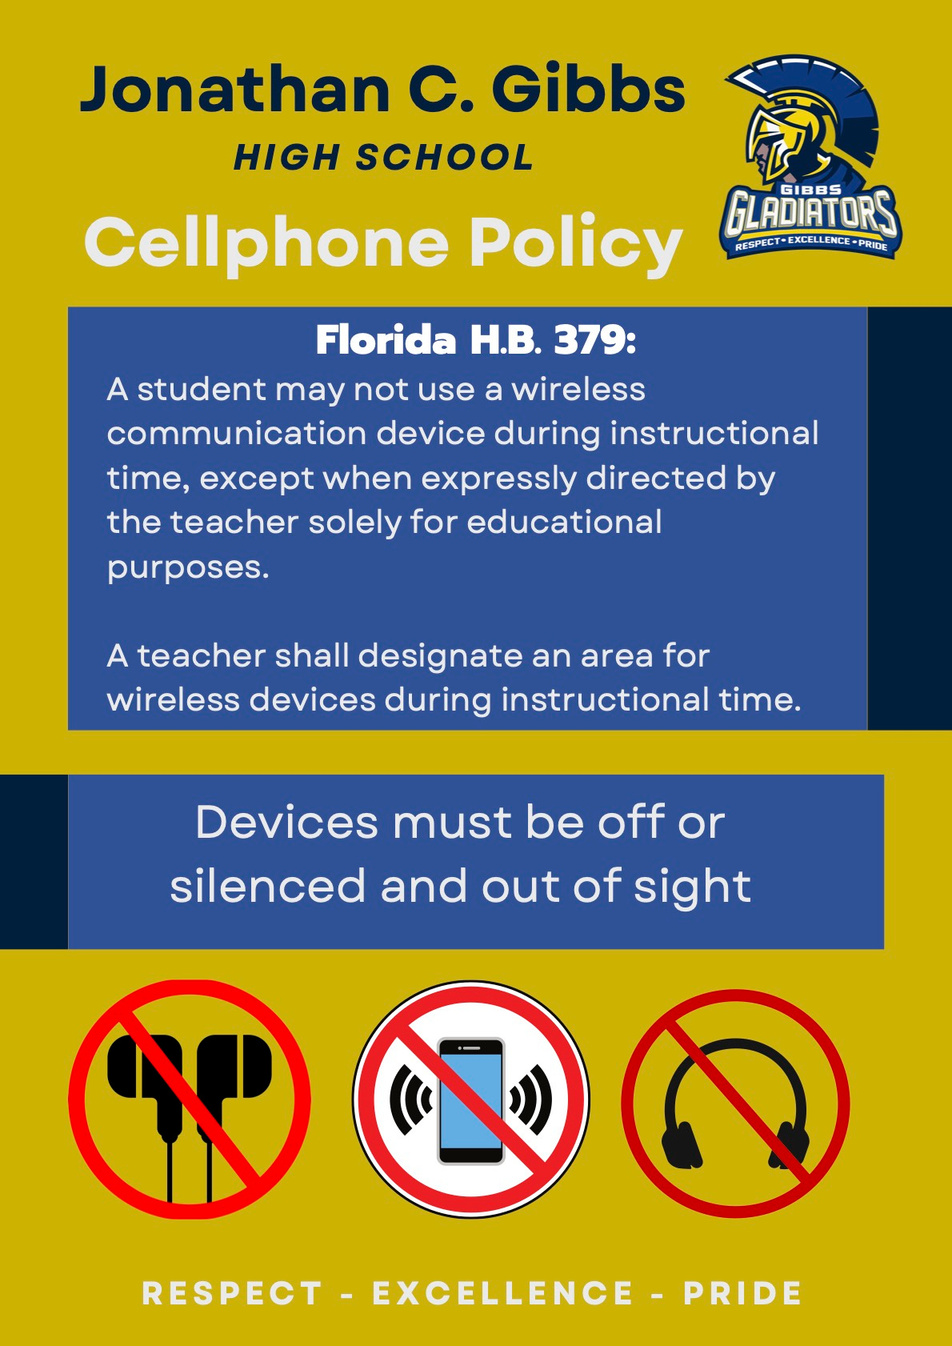 Jonathan C. Gibbs
HIGH SCHOOL
Cellphone Policy
GIBBS
GLADIATORS
RESPECT • EXCELLENCE • PRIDE
Florida H.B. 379:
A student may not use a wireless
communication device during instructional
time, except when expressly directed by
the teacher solely for educational
purposes.
A teacher shall designate an area for
wireless devices during instructional time.
Devices must be off or
silenced and out of sight
RESPECT - EXCELLENCE - PRIDE